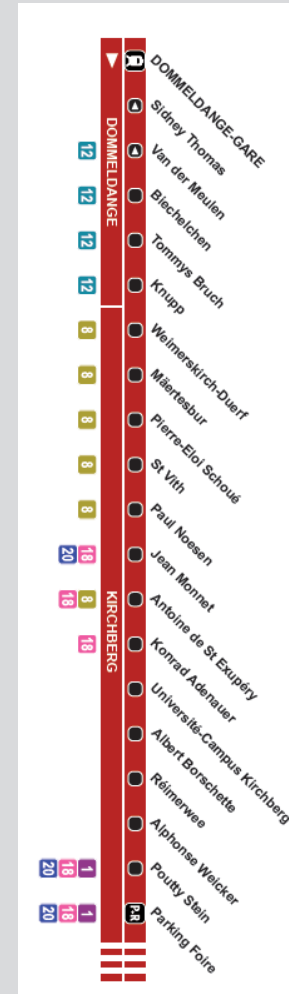 DOMMELDANGE
KIRCHBERG
DOMMELDANGE-GARE
Sidney Thomas
12 Van der Meulen
12 Blechelchen
12 Tommys Bruch
12 Knupp
8 Weimerskirch-Duerf
8 Mäertesbur
8 Pierre-Eloi Schoué
8 St Vith
8 Paul Noesen
18 20 Jean Monnet
8 18 Antoine de St Exupéry
18 Konrad Adenauer
Université-Campus Kirchberg
Albert Borschette
Réimerwee
Alphonse Weicker
1 18 20 Poutty Stein
1 18 20 P+R Parking Foire